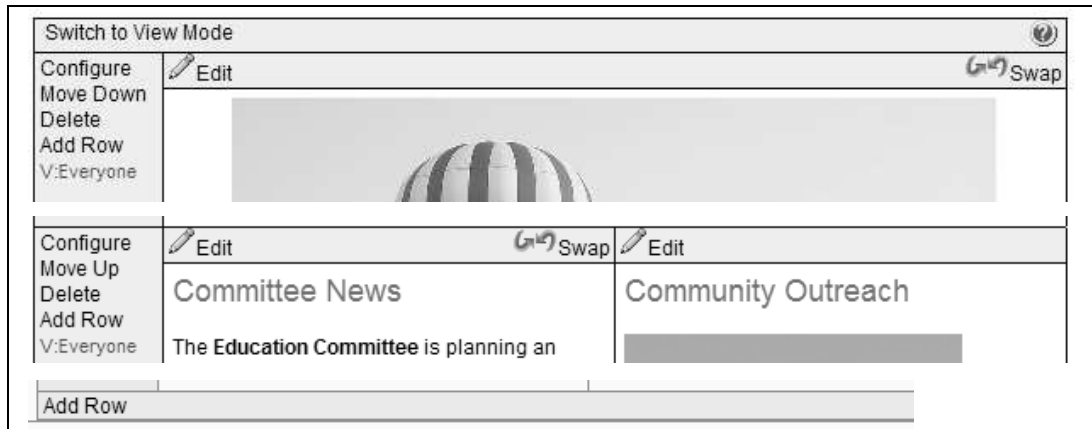 Switch to View Mode
Configure
Move Down
Delete
Add Row
V:Everyone
Edit
Swap
Configure
Move Up
Delete
Add Row
V:Everyone
Edit
Swap
Committee News
The Education Committee is planning an
Edit
Community Outreach
Add Row